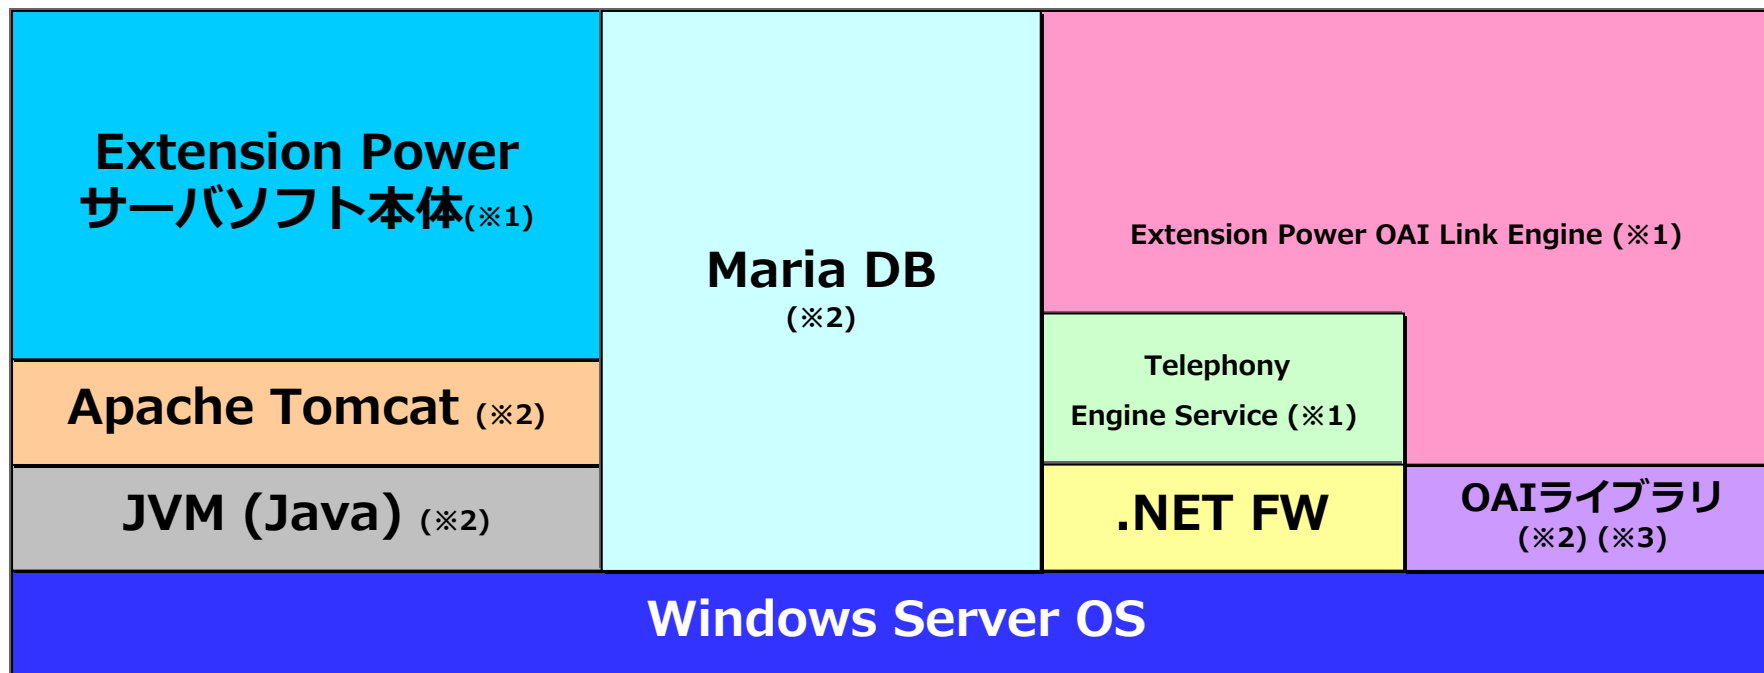 Extension Power
サーバソフト本体(※1)
Maria DB
(※2)
Extension Power OAI Link Engine (※1)
Telephony
Engine Service (※1)
Apache Tomcat (※2)
JVM (Java) (※2)
.NET FW
OAIライブラリ
(※2) (※3)
Windows Server OS